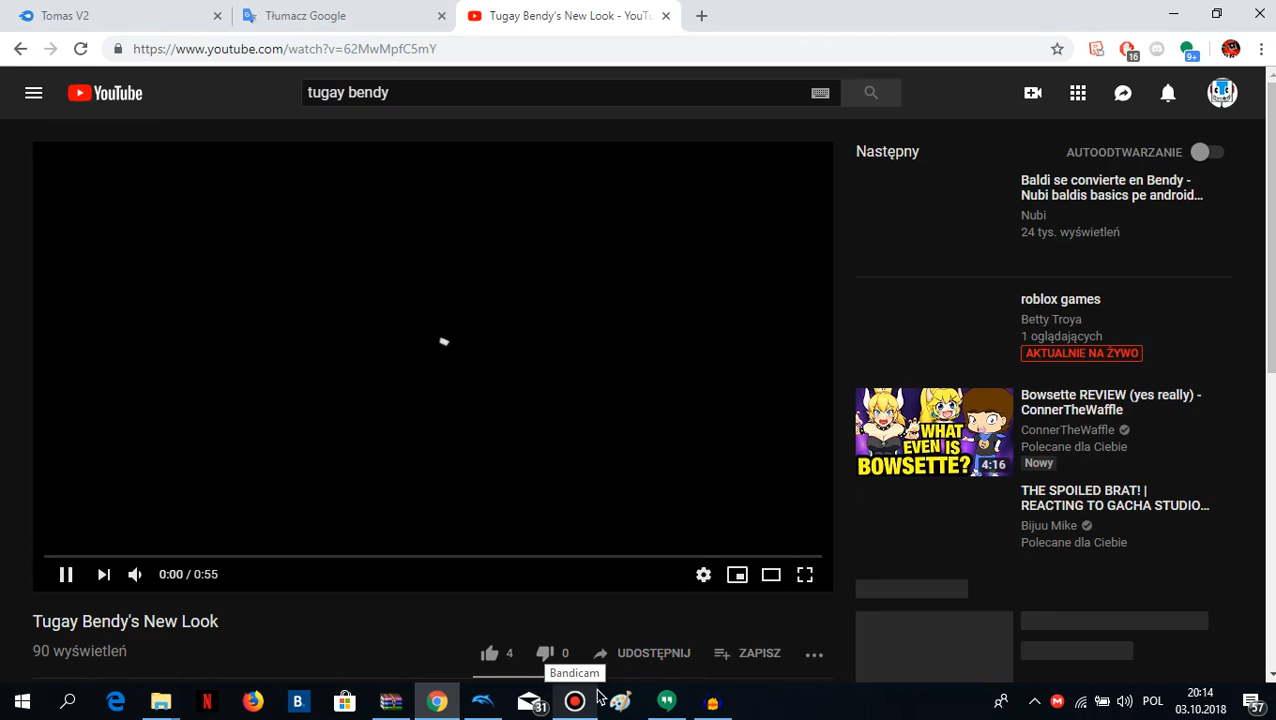 Tomas V2
Tłumacz Google
Tugay Bendy's New Look - YouTu
https://www.youtube.com/watch?v=62MwMpfC5mY
16
9+
YouTube
tugay bendy
Następny
AUTOODTWARZANIE
Baldi se convierte en Bendy -
Nubi baldis basics pe android...
Nubi
24 tys. wyświetleń
roblox games
Betty Troya
1 oglądających
AKTUALNIE NA ŻYWO
WHAT
EVEN IS
BOWSETTE?
4:16
Bowsette REVIEW (yes really) -
ConnerTheWaffle
ConnerTheWaffle
Polecane dla Ciebie
Nowy
THE SPOILED BRAT! |
REACTING TO GACHA STUDIO...
Bijuu Mike
Polecane dla Ciebie
0:00 / 0:55
Tugay Bendy's New Look
90 wyświetleń
4
0
UDOSTĘPNIJ
ZAPISZ
Bandicam
B.
31
POL
20:14
03.10.2018
57